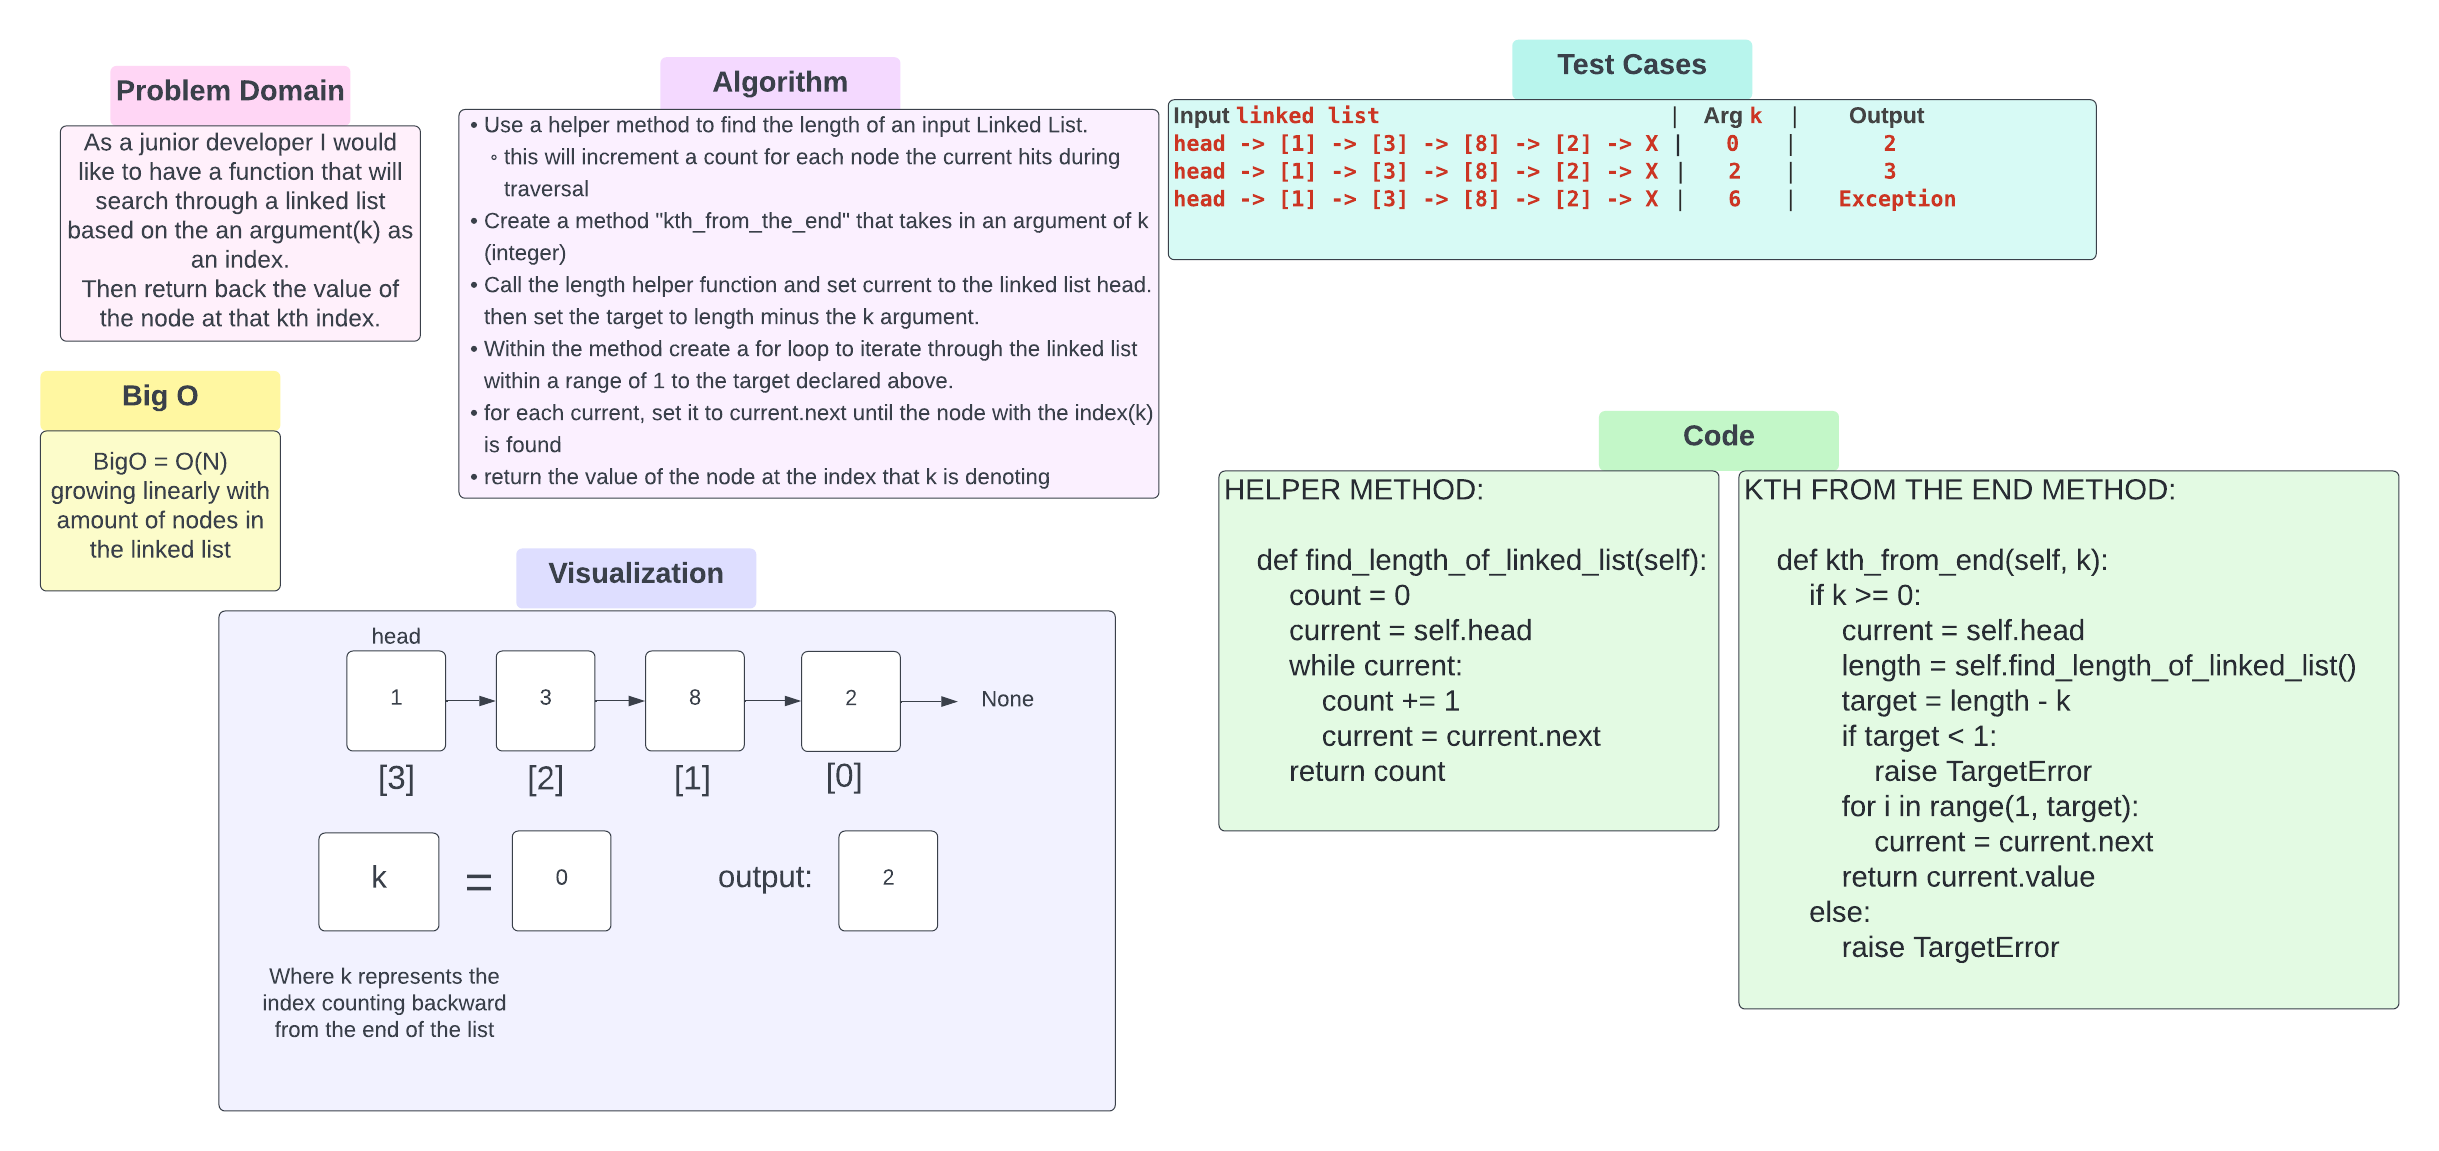 Problem Domain
As a junior developer I would
like to have a function that will
search through a linked list
based on the an argument(k) as
an index.
Then return back the value of
the node at that kth index.
Big O
BigO = O(N)
growing linearly with
amount of nodes in
the linked list
Algorithm
• Use a helper method to find the length of an input Linked List.
◦ this will increment a count for each node the current hits during
traversal
• Create a method "kth_from_the_end" that takes in an argument of k
(integer)
• Call the length helper function and set current to the linked list head.
then set the target to length minus the k argument.
• Within the method create a for loop to iterate through the linked list
within a range of 1 to the target declared above.
• for each current, set it to current.next until the node with the index(k)
is found
• return the value of the node at the index that k is denoting
Visualization
head
1 3 8 2 None
[3] [2] [1] [0]
k = 0 output: 2
Where k represents the
index counting backward
from the end of the list
Test Cases
Input linked list | Arg k | Output
head -> [1] -> [3] -> [8] -> [2] -> X | 0 | 2
head -> [1] -> [3] -> [8] -> [2] -> X | 2 | 3
head -> [1] -> [3] -> [8] -> [2] -> X | 6 | Exception
Code
HELPER METHOD:
def find_length_of_linked_list(self):
count = 0
current = self.head
while current:
count += 1
current = current.next
return count
KTH FROM THE END METHOD:
def kth_from_end(self, k):
if k >= 0:
current = self.head
length = self.find_length_of_linked_list()
target = length - k
if target < 1:
raise TargetError
for i in range(1, target):
current = current.next
return current.value
else:
raise TargetError